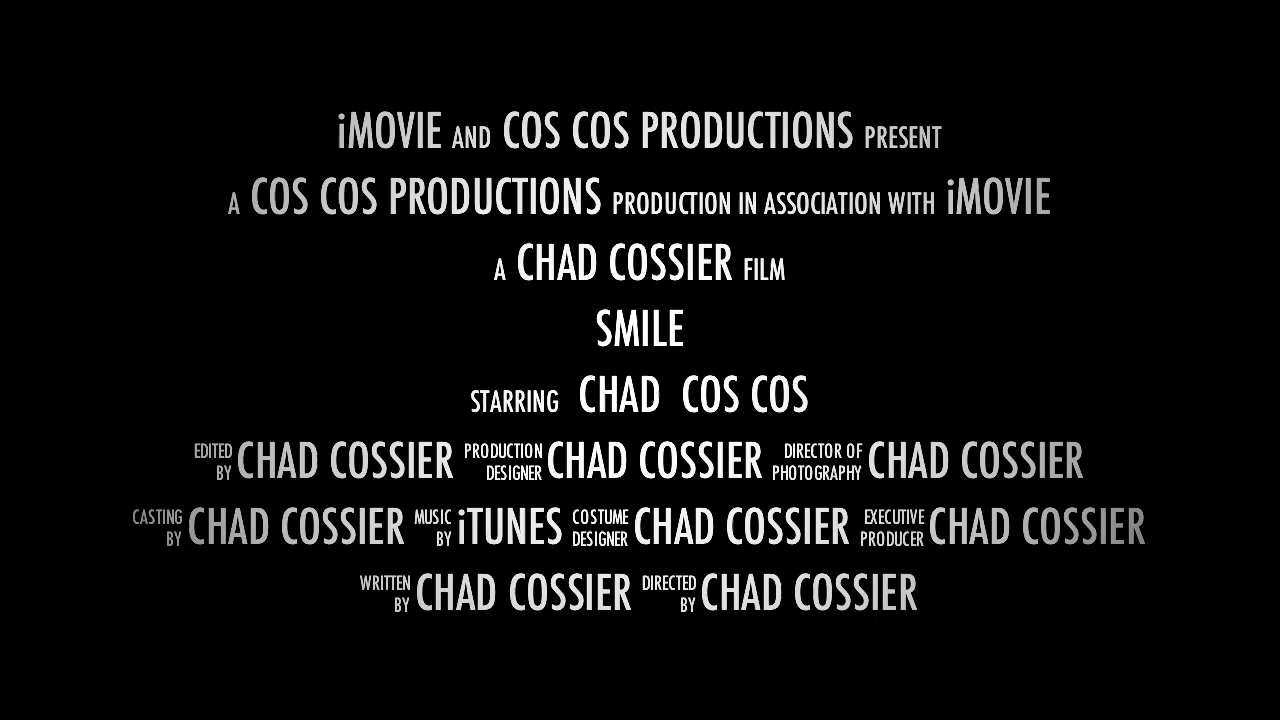 iMOVIE AND COS COS PRODUCTIONS PRESENT
A COS COS PRODUCTIONS PRODUCTION IN ASSOCIATION WITH iMOVIE
A CHAD COSSIER FILM
SMILE
STARRING CHAD COS COS
EDITED BY CHAD COSSIER PRODUCTION DESIGNER CHAD COSSIER DIRECTOR OF PHOTOGRAPHY CHAD COSSIER
CASTING BY CHAD COSSIER MUSIC BY iTUNES COSTUME DESIGNER CHAD COSSIER EXECUTIVE PRODUCER CHAD COSSIER
WRITTEN BY CHAD COSSIER DIRECTED BY CHAD COSSIER